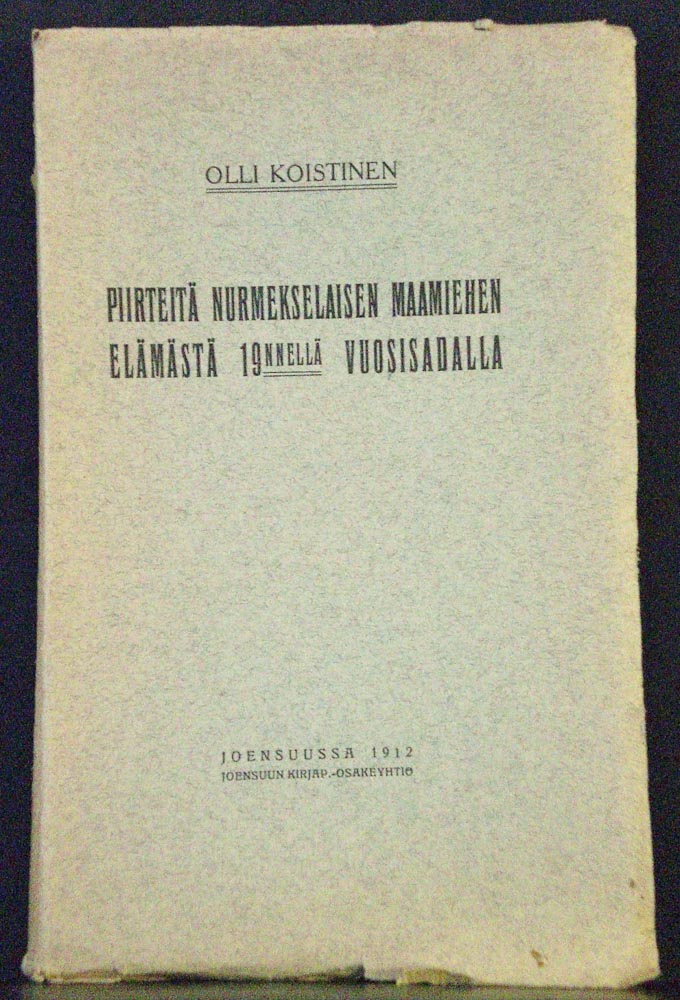 OLLI KOISTINEN
PIIRTEITÄ NURMEKSELAISEN MAAMIEHEN
ELÄMÄSTÄ 19NNELLÄ VUOSISADALLA
JOENSUUSSA 1912
JOENSUUN KIRJAP.-OSAKEYHTIÖ